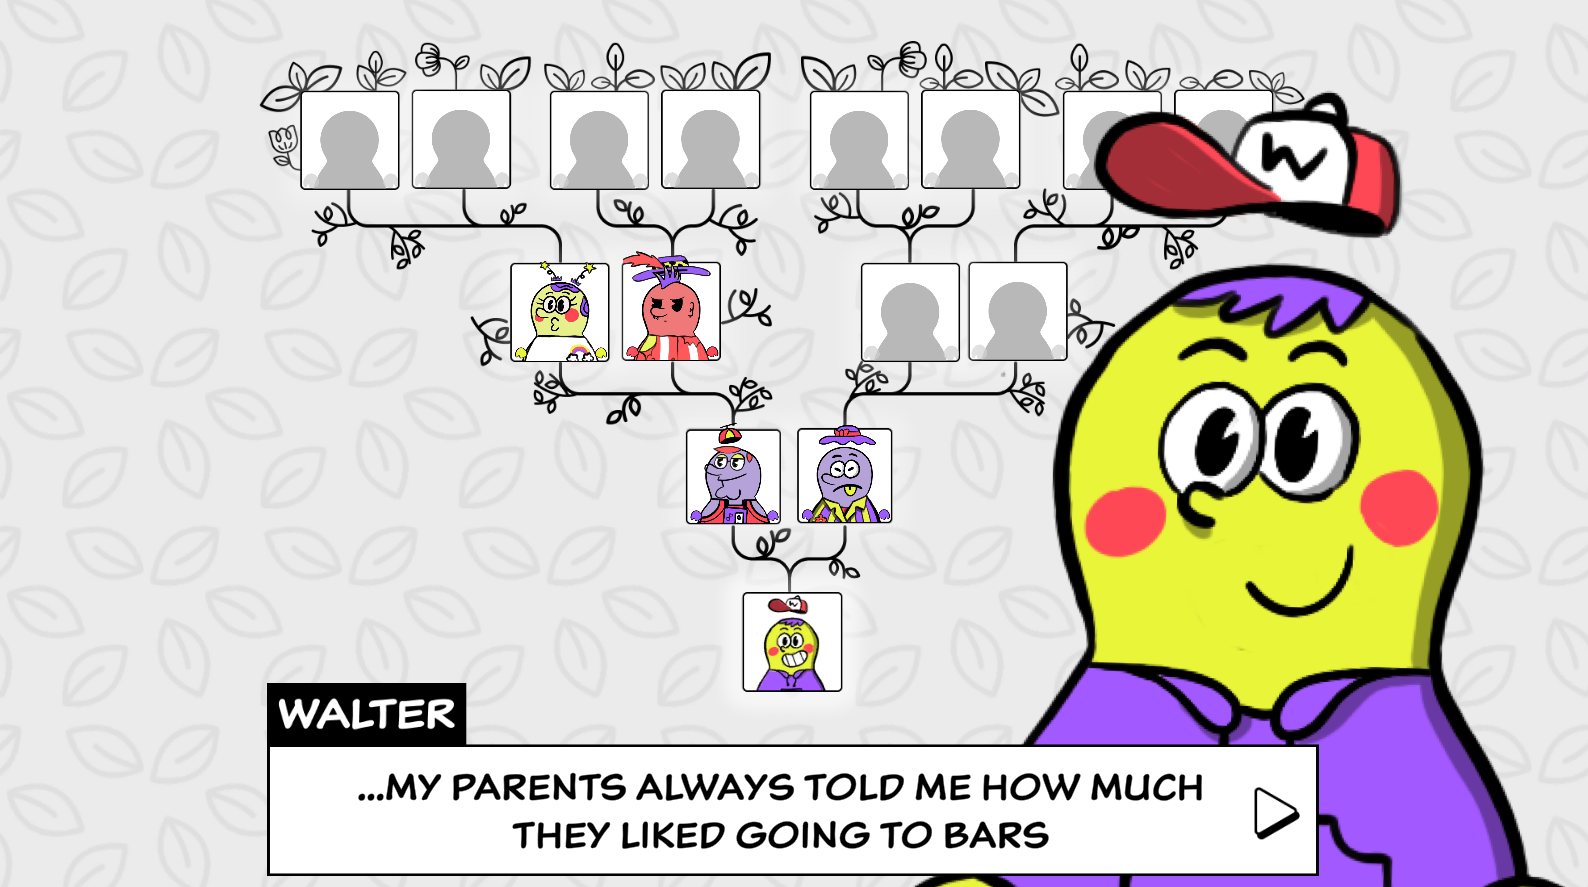 W
W
WALTER
...MY PARENTS ALWAYS TOLD ME HOW MUCH
THEY LIKED GOING TO BARS